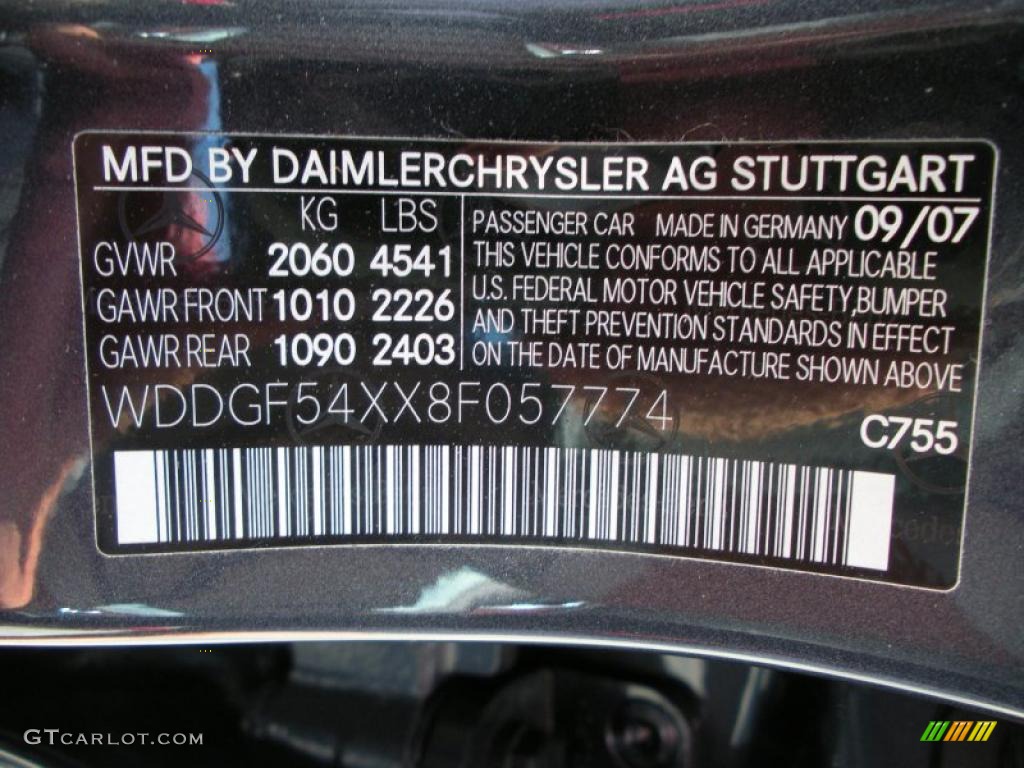 MFD BY DAIMLERCHRYSLER AG STUTTGART
KG LBS
GVWR 2060 4541
GAWR FRONT 1010 2226
GAWR REAR 1090 2403
PASSENGER CAR MADE IN GERMANY 09/07
THIS VEHICLE CONFORMS TO ALL APPLICABLE
U.S. FEDERAL MOTOR VEHICLE SAFETY, BUMPER
AND THEFT PREVENTION STANDARDS IN EFFECT
ON THE DATE OF MANUFACTURE SHOWN ABOVE
WDDGF54XX8F057774
C755
GTCARLOT.COM